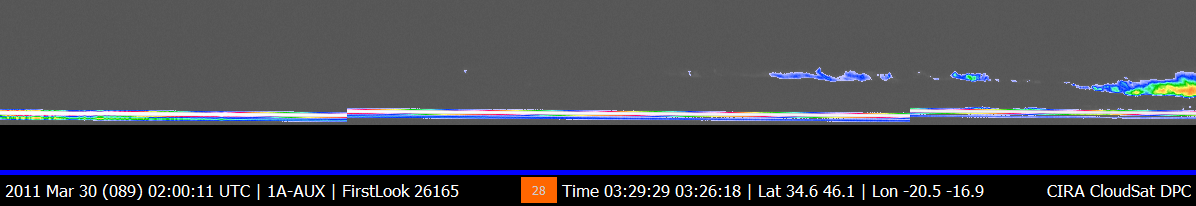 2011 Mar 30 (089) 02:00:11 UTC | 1A-AUX | FirstLook 26165 28 Time 03:29:29 03:26:18 | Lat 34.6 46.1 | Lon -20.5 -16.9 CIRA CloudSat DPC